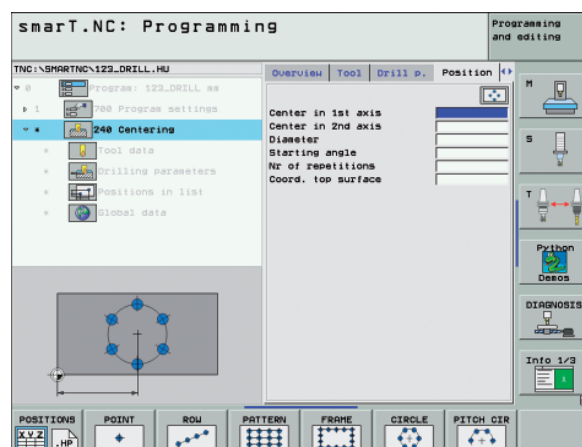 smarT.NC: Programming
Programming
and editing
TNC:\SMARTNC\123_DRILL.HU
0 Program: 123_DRILL mm
1 700 Program settings
* 240 Centering
* Tool data
* Drilling parameters
* Positions in list
* Global data
Overview Tool Drill p. Position
Center in 1st axis
Center in 2nd axis
Diameter
Starting angle
Nr of repetitions
Coord. top surface
M
S
T
Python
Demos
DIAGNOSIS
Info 1/3
1
POSITIONS POINT ROW PATTERN FRAME CIRCLE PITCH CIR
X,Y,Z
.HP